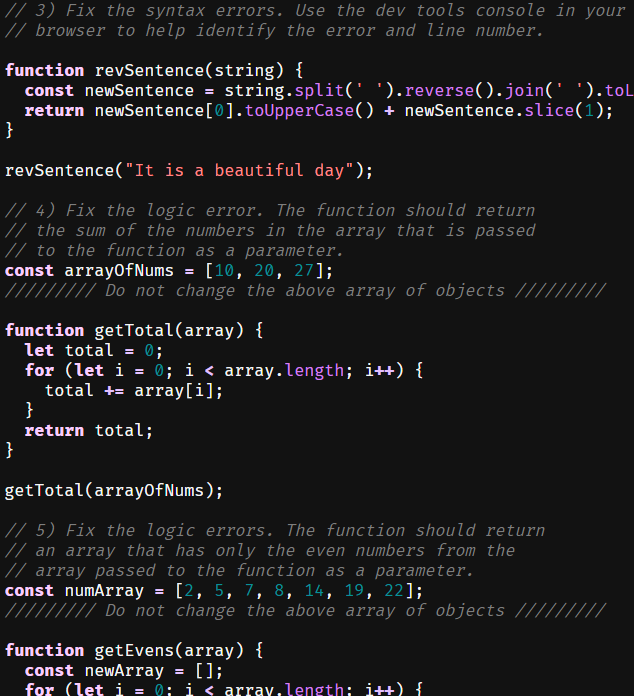 // 3) Fix the syntax errors. Use the dev tools console in your
// browser to help identify the error and line number.
function revSentence(string) {
  const newSentence = string.split(' ').reverse().join(' ').toL
  return newSentence[0].toUpperCase() + newSentence.slice(1);
}
revSentence("It is a beautiful day");
// 4) Fix the logic error. The function should return
// the sum of the numbers in the array that is passed
// to the function as a parameter.
const arrayOfNums = [10, 20, 27];
///////// Do not change the above array of objects /////////
function getTotal(array) {
  let total = 0;
  for (let i = 0; i < array.length; i++) {
    total += array[i];
  }
  return total;
}
getTotal(arrayOfNums);
// 5) Fix the logic errors. The function should return
// an array that has only the even numbers from the
// array passed to the function as a parameter.
const numArray = [2, 5, 7, 8, 14, 19, 22];
///////// Do not change the above array of objects /////////
function getEvens(array) {
  const newArray = [];
  for (let i = 0; i < array.length; i++) {